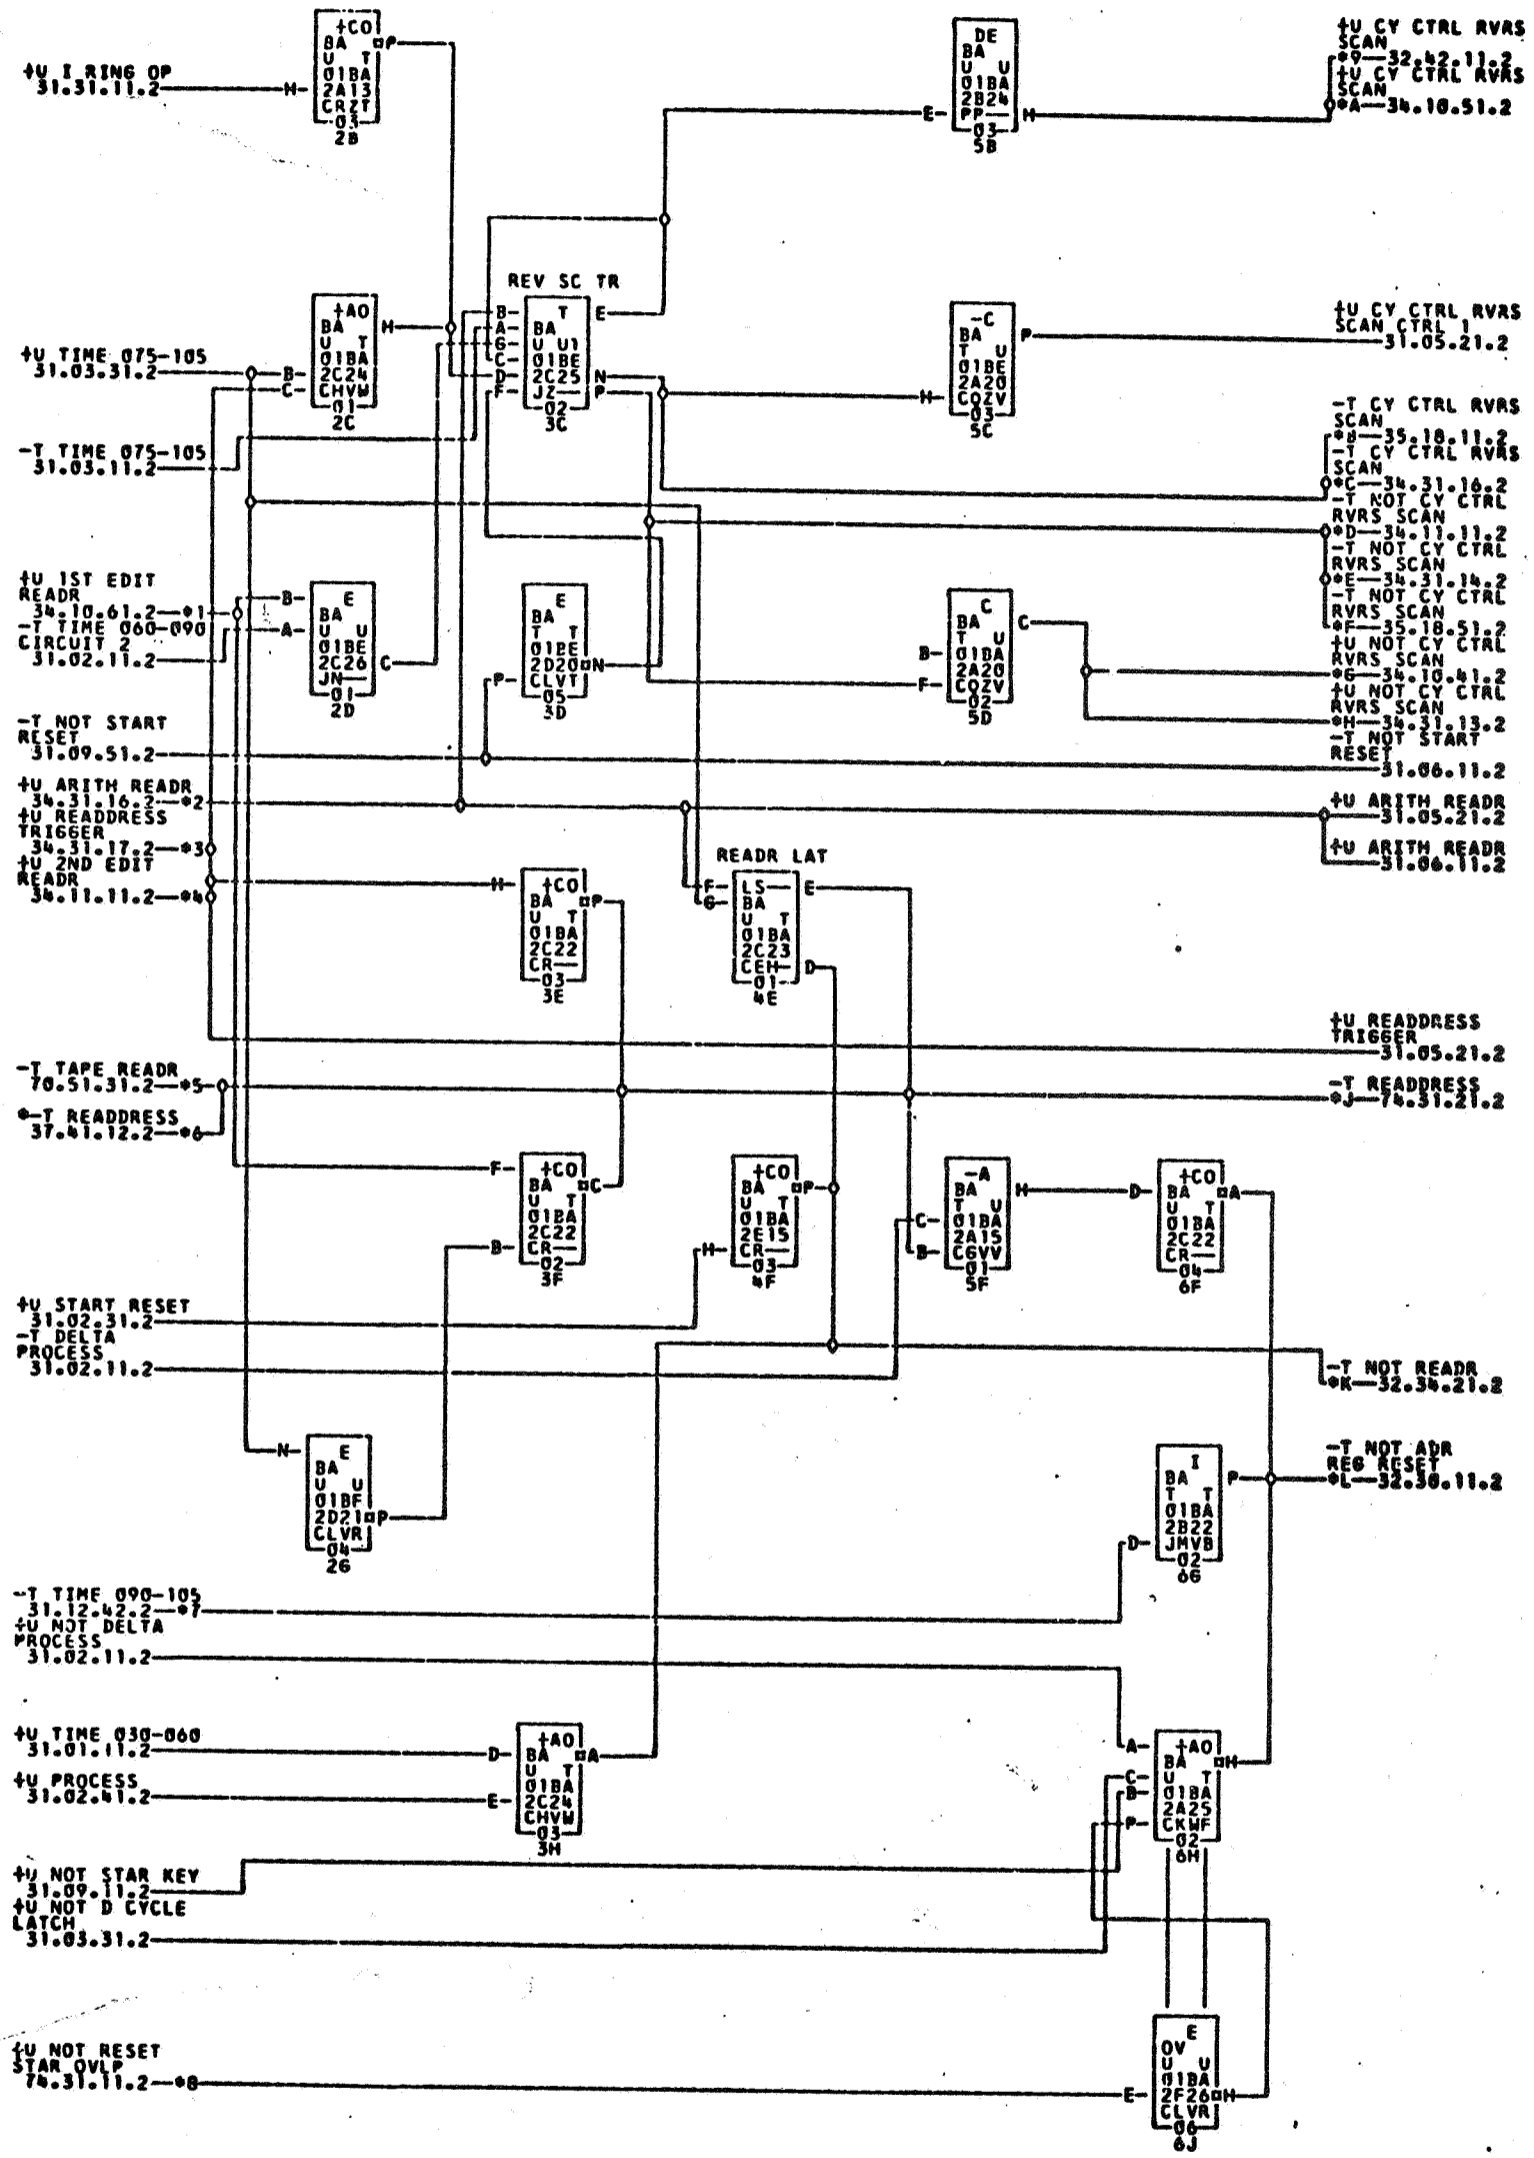 +U I RING OP
31.31.11.2
H
+CO
BA P
U T
01BA
2A13
CRZT
03
2B
E
DE
BA
U U
01BA
2B24
PP
03
5B
H
+U CY CTRL RVRS
SCAN
*9 32.42.11.2
+U CY CTRL RVRS
SCAN
*A 34.10.51.2
+U TIME 075-105
31.03.31.2
B
C
+AO
BA H
U T
01BA
2C24
CHVW
01
2C
-T TIME 075-105
31.03.11.2
REV SC TR
B
A
G
C
D
F
T E
BA
U U1
01BE
2C25 N
JZ P
02
3C
H
-C
BA P
T U
01BE
2A20
CQZV
03
5C
+U CY CTRL RVRS
SCAN CTRL 1
31.05.21.2
-T CY CTRL RVRS
SCAN
*B 35.18.11.2
-T CY CTRL RVRS
SCAN
*C 34.31.16.2
-T NOT CY CTRL
RVRS SCAN
*D 34.11.11.2
-T NOT CY CTRL
RVRS SCAN
*E 34.31.14.2
-T NOT CY CTRL
RVRS SCAN
*F 35.18.51.2
+U NOT CY CTRL
RVRS SCAN
*G 34.10.41.2
+U NOT CY CTRL
RVRS SCAN
*H 34.31.13.2
-T NOT START
RESET
31.06.11.2
+U 1ST EDIT
READR
34.10.61.2 *1
-T TIME 060-090
CIRCUIT 2
31.02.11.2
B
A
E
BA
U U
01BE
2C26 C
JN
01
2D
P
E
BA
T T
01BE
2D20 N
CLVT
05
3D
B
F
C
BA C
T U
01BA
2A20
CQZV
02
5D
-T NOT START
RESET
31.09.51.2
+U ARITH READR
34.31.16.2 *2
+U READDRESS
TRIGGER
34.31.17.2 *3
+U 2ND EDIT
READR
34.11.11.2 *4
+U ARITH READR
31.05.21.2
+U ARITH READR
31.06.11.2
H
+CO
BA P
U T
01BA
2C22
CR
03
3E
READR LAT
F
G
LS E
BA
U T
01BA
2C23
CEH D
01
4E
+U READDRESS
TRIGGER
31.05.21.2
-T TAPE READR
70.51.31.2 *5
*-T READDRESS
37.41.12.2 *6
-T READDRESS
*J 74.31.21.2
F
B
+CO
BA C
U T
01BA
2C22
CR
02
3F
H
+CO
BA P
U T
01BA
2E15
CR
03
4F
C
B
-A
BA H
T U
01BA
2A15
CGVV
01
5F
D
+CO
BA A
U T
01BA
2C22
CR
04
6F
+U START RESET
31.02.31.2
-T DELTA
PROCESS
31.02.11.2
-T NOT READR
*K 32.34.21.2
N
E
BA
U U
01BF
2D21 P
CLVR
04
2G
D
I
BA P
T T
01BA
2B22
JMVB
02
6G
-T NOT ADR
REG RESET
*L 32.30.11.2
-T TIME 090-105
31.12.42.2 *7
+U NOT DELTA
PROCESS
31.02.11.2
+U TIME 030-060
31.01.11.2
+U PROCESS
31.02.41.2
D
E
+AO
BA A
U T
01BA
2C24
CHVW
03
3H
A
C
B
P
+AO
BA H
U T
01BA
2A25
CKWF
02
6H
+U NOT STAR KEY
31.09.11.2
+U NOT D CYCLE
LATCH
31.03.31.2
+U NOT RESET
STAR OVLP
74.31.11.2 *8
E
E
OV
U U
01BA
2F26 H
CLVR
06
6J